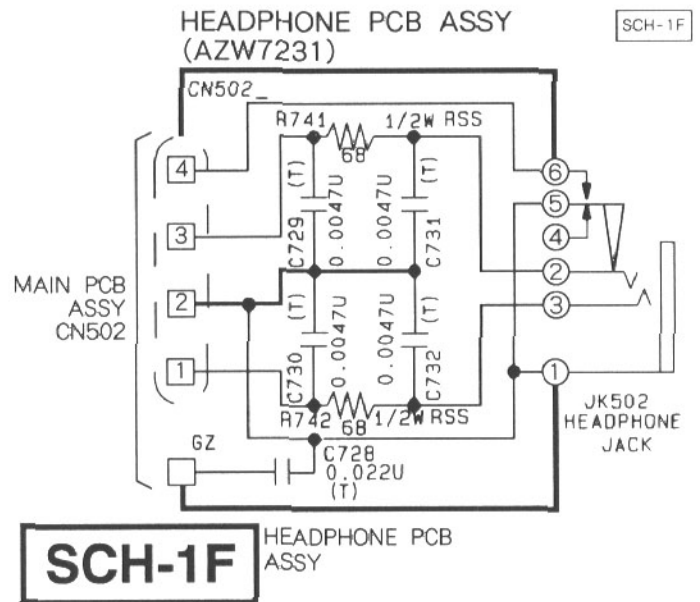 HEADPHONE PCB ASSY
(AZW7231)
SCH-1F
CN502_
R741
1/2W RSS
68
4
3
2
1
(T)
0.0047U
C729
(T)
0.0047U
C731
(T)
0.0047U
C730
(T)
0.0047U
C732
6
5
4
2
3
1
MAIN PCB
ASSY
CN502
R742
1/2W RSS
68
GZ
C728
0.022U
(T)
JK502
HEADPHONE
JACK
SCH-1F
HEADPHONE PCB
ASSY